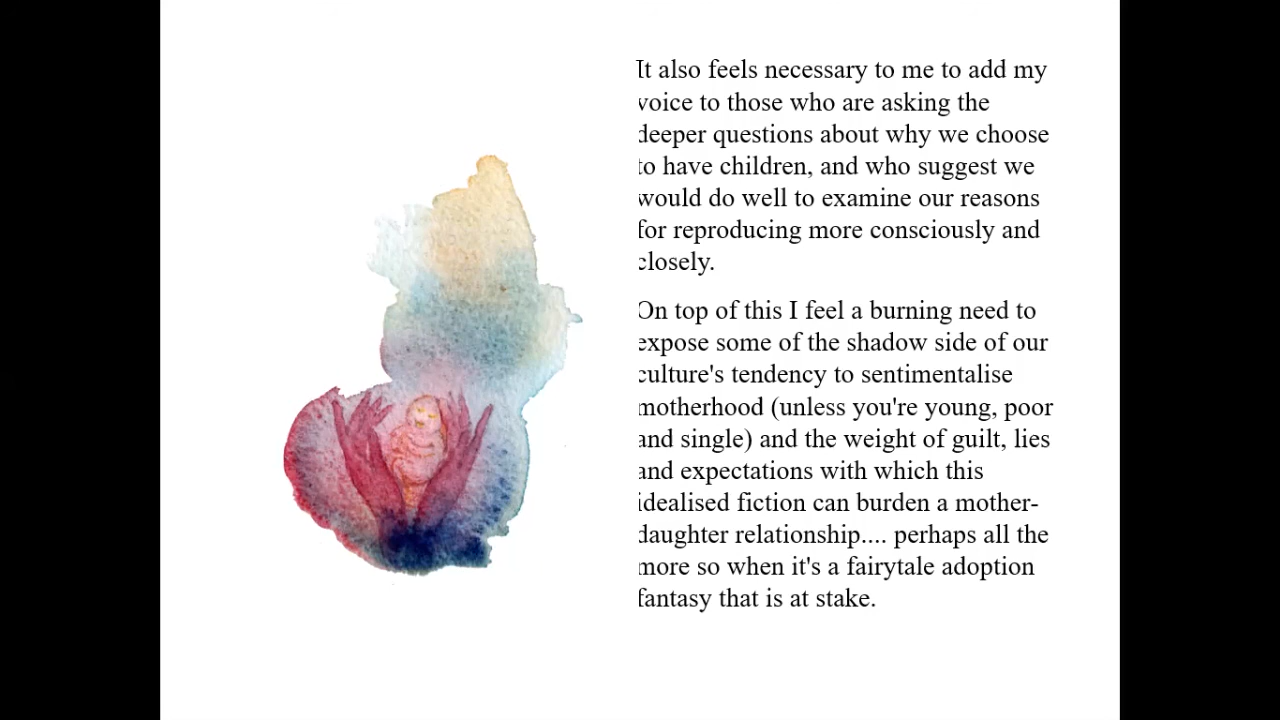 It also feels necessary to me to add my
voice to those who are asking the
deeper questions about why we choose
to have children, and who suggest we
would do well to examine our reasons
for reproducing more consciously and
closely.
On top of this I feel a burning need to
expose some of the shadow side of our
culture's tendency to sentimentalise
motherhood (unless you're young, poor
and single) and the weight of guilt, lies
and expectations with which this
idealised fiction can burden a mother-
daughter relationship.... perhaps all the
more so when it's a fairytale adoption
fantasy that is at stake.